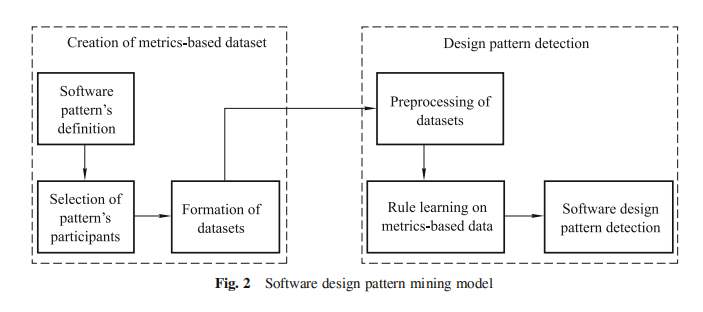 Creation of metrics-based dataset
Software
pattern’s
definition
Selection of
pattern’s
participants
Formation of
datasets
Design pattern detection
Preprocessing of
datasets
Rule learning on
metrics-based data
Software design
pattern detection
Fig. 2 Software design pattern mining model